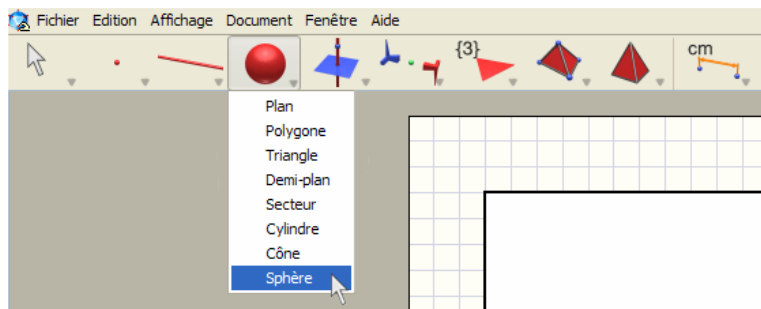 Fichier Edition Affichage Document Fenêtre Aide
{3} cm
Plan
Polygone
Triangle
Demi-plan
Secteur
Cylindre
Cône
Sphère